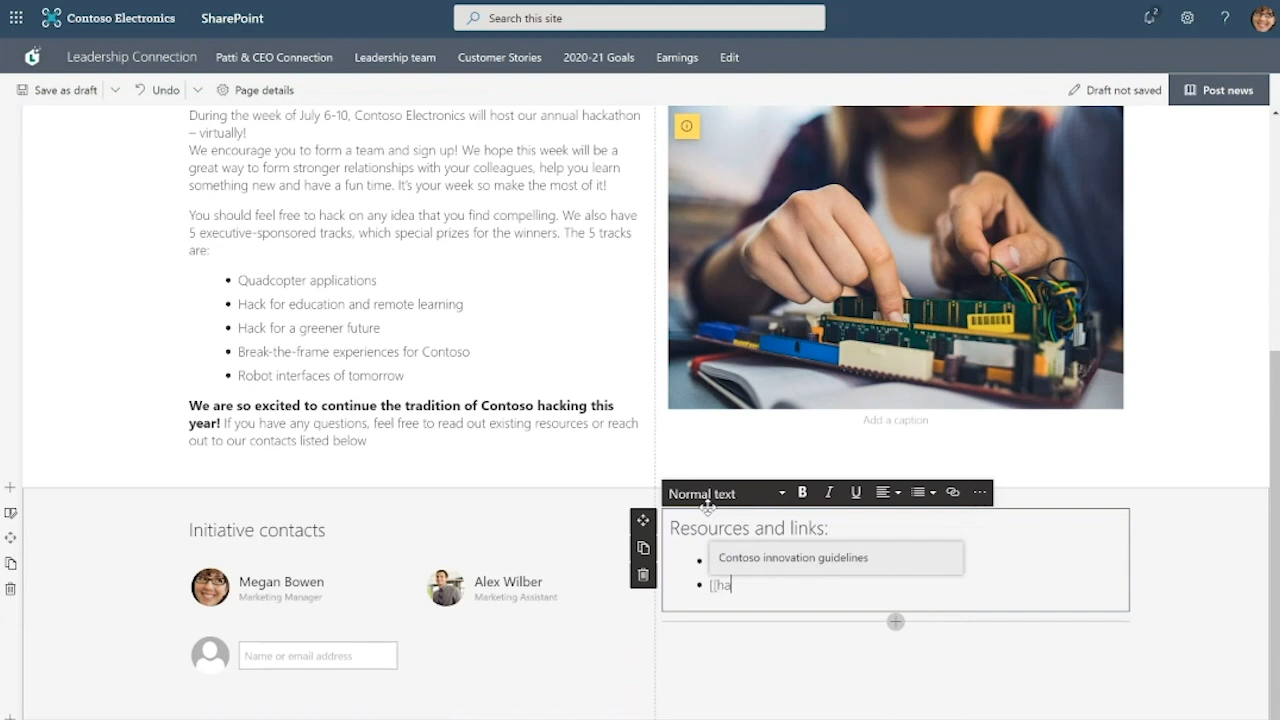 Contoso Electronics SharePoint
Search this site
2
?
Leadership Connection Patti & CEO Connection Leadership team Customer Stories 2020-21 Goals Earnings Edit
Save as draft Undo Page details Draft not saved Post news
During the week of July 6-10, Contoso Electronics will host our annual hackathon
– virtually!
We encourage you to form a team and sign up! We hope this week will be a
great way to form stronger relationships with your colleagues, help you learn
something new and have a fun time. It's your week so make the most of it!
You should feel free to hack on any idea that you find compelling. We also have
5 executive-sponsored tracks, which special prizes for the winners. The 5 tracks
are:
• Quadcopter applications
• Hack for education and remote learning
• Hack for a greener future
• Break-the-frame experiences for Contoso
• Robot interfaces of tomorrow
We are so excited to continue the tradition of Contoso hacking this
year! If you have any questions, feel free to read out existing resources or reach
out to our contacts listed below
Add a caption
Normal text B I U ...
Initiative contacts
Megan Bowen
Marketing Manager
Alex Wilber
Marketing Assistant
Name or email address
Resources and links:
• Contoso innovation guidelines
• [[ha